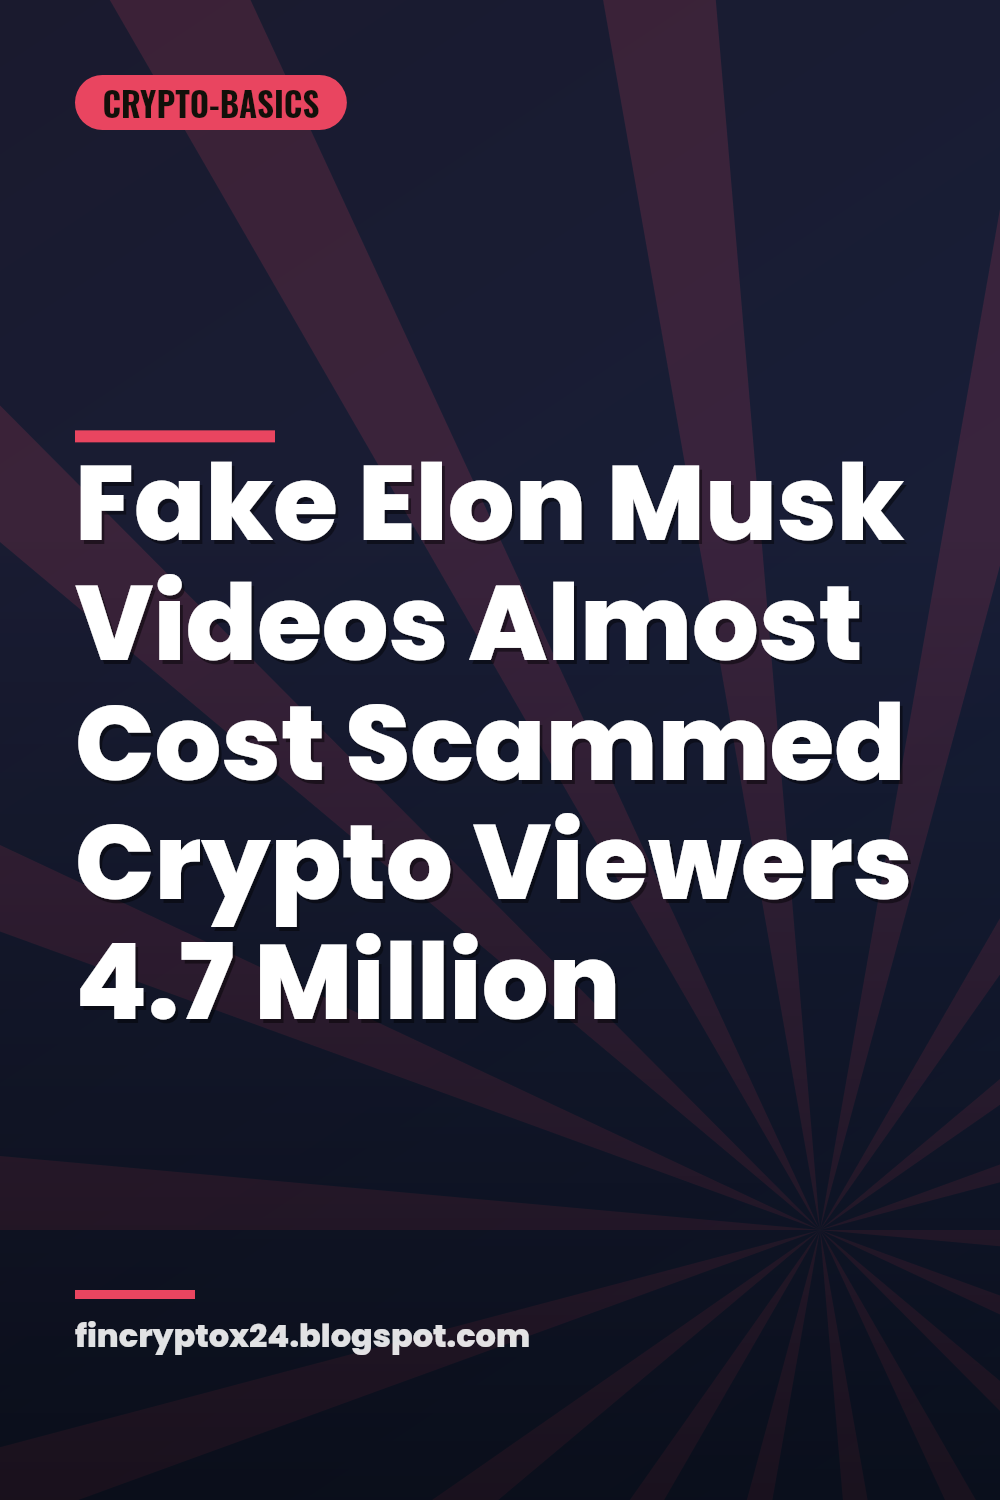 CRYPTO-BASICS
Fake Elon Musk
Videos Almost
Cost Scammed
Crypto Viewers
4.7 Million
fincryptox24.blogspot.com